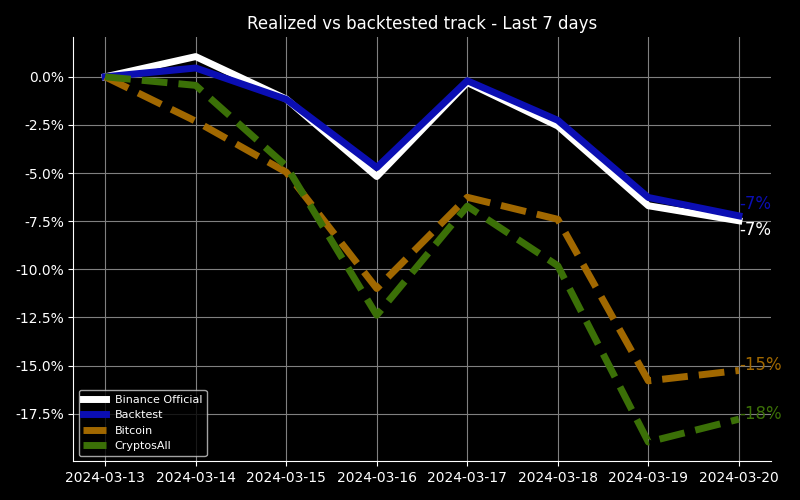 Realized vs backtested track - Last 7 days
0.0%
-2.5%
-5.0%
-7.5%
-10.0%
-12.5%
-15.0%
-17.5%
-7%
-7%
-15%
-18%
Binance Official
Backtest
Bitcoin
CryptosAll
2024-03-13 2024-03-14 2024-03-15 2024-03-16 2024-03-17 2024-03-18 2024-03-19 2024-03-20